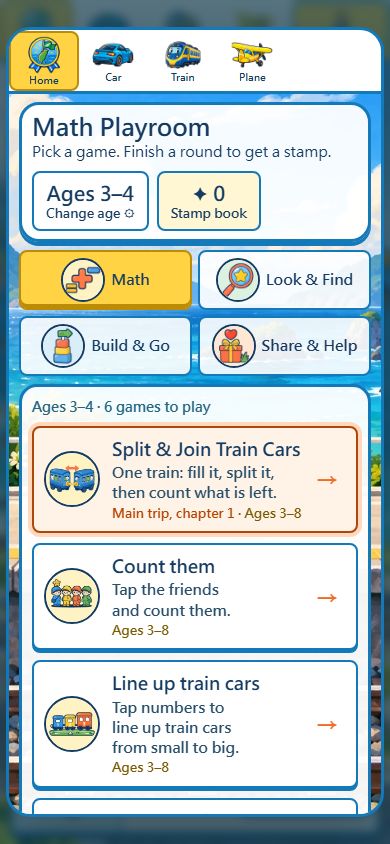 Home
Car
Train
Plane
Math Playroom
Pick a game. Finish a round to get a stamp.
Ages 3–4
Change age ⚙
✦ 0
Stamp book
Math
Look & Find
Build & Go
Share & Help
Ages 3–4 · 6 games to play
Split & Join Train Cars
One train: fill it, split it,
then count what is left.
Main trip, chapter 1 · Ages 3–8
→
Count them
Tap the friends
and count them.
Ages 3–8
→
Line up train cars
Tap numbers to
line up train cars
from small to big.
Ages 3–8
→